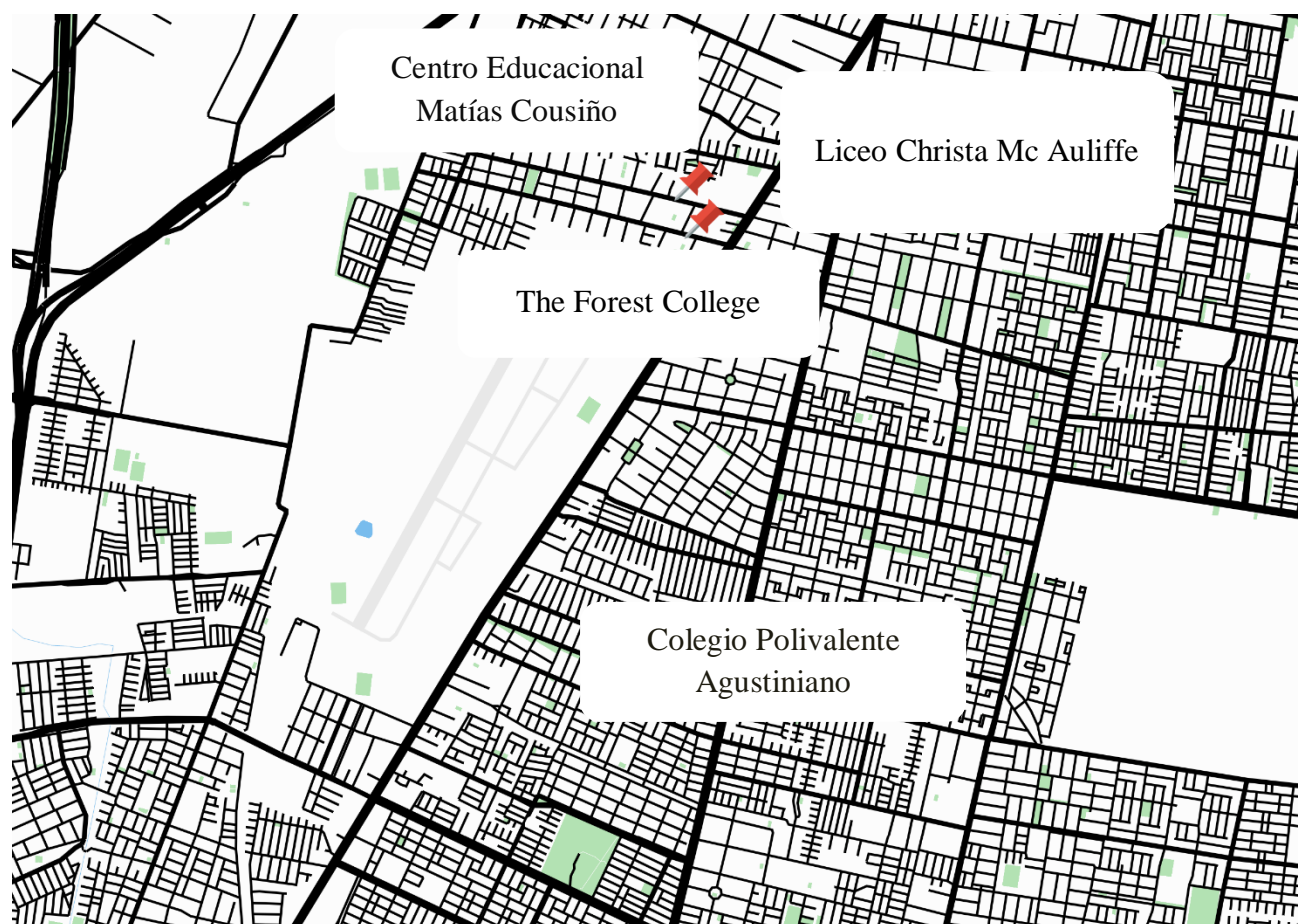 Centro Educacional
Matías Cousiño
Liceo Christa Mc Auliffe
The Forest College
Colegio Polivalente
Agustiniano